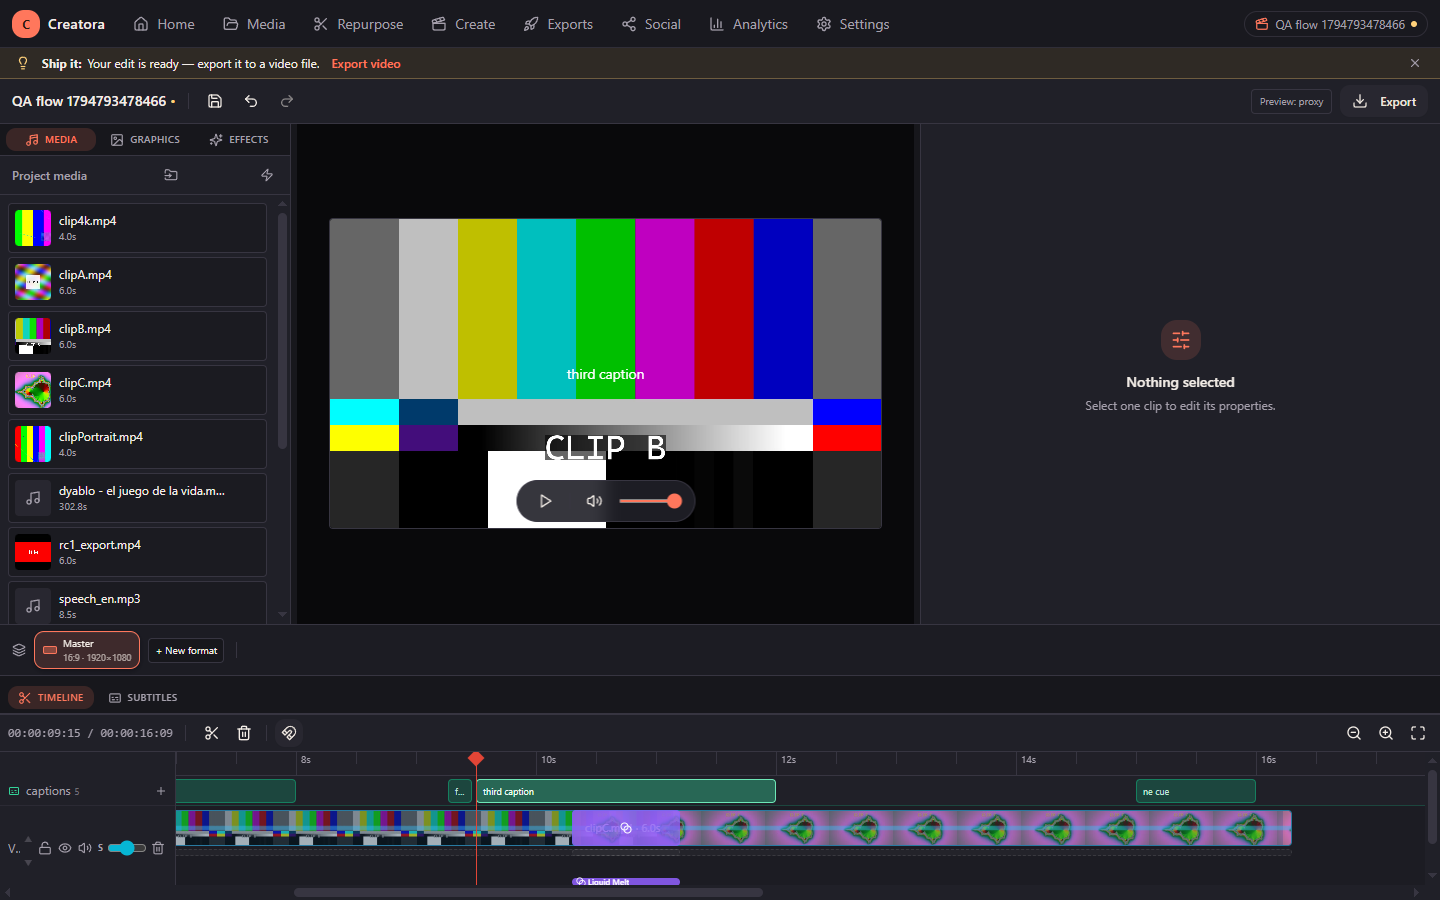 C Creatora Home Media Repurpose Create Exports Social Analytics Settings QA flow 1794793478466
Ship it: Your edit is ready — export it to a video file. Export video
QA flow 1794793478466 Preview: proxy Export
MEDIA GRAPHICS EFFECTS
Project media
clip4k.mp4
4.0s
clipA.mp4
6.0s
clipB.mp4
6.0s
clipC.mp4
6.0s
clipPortrait.mp4
4.0s
dyablo - el juego de la vida.m...
302.8s
rc1_export.mp4
6.0s
speech_en.mp3
8.5s
third caption
CLIP B
Nothing selected
Select one clip to edit its properties.
Master
16:9 · 1920×1080
+ New format
TIMELINE SUBTITLES
00:00:09:15 / 00:00:16:09
8s 10s 12s 14s 16s
captions 5 f... third caption ne cue
V.. S clipC.mp4 · 6.0s
Liquid Melt